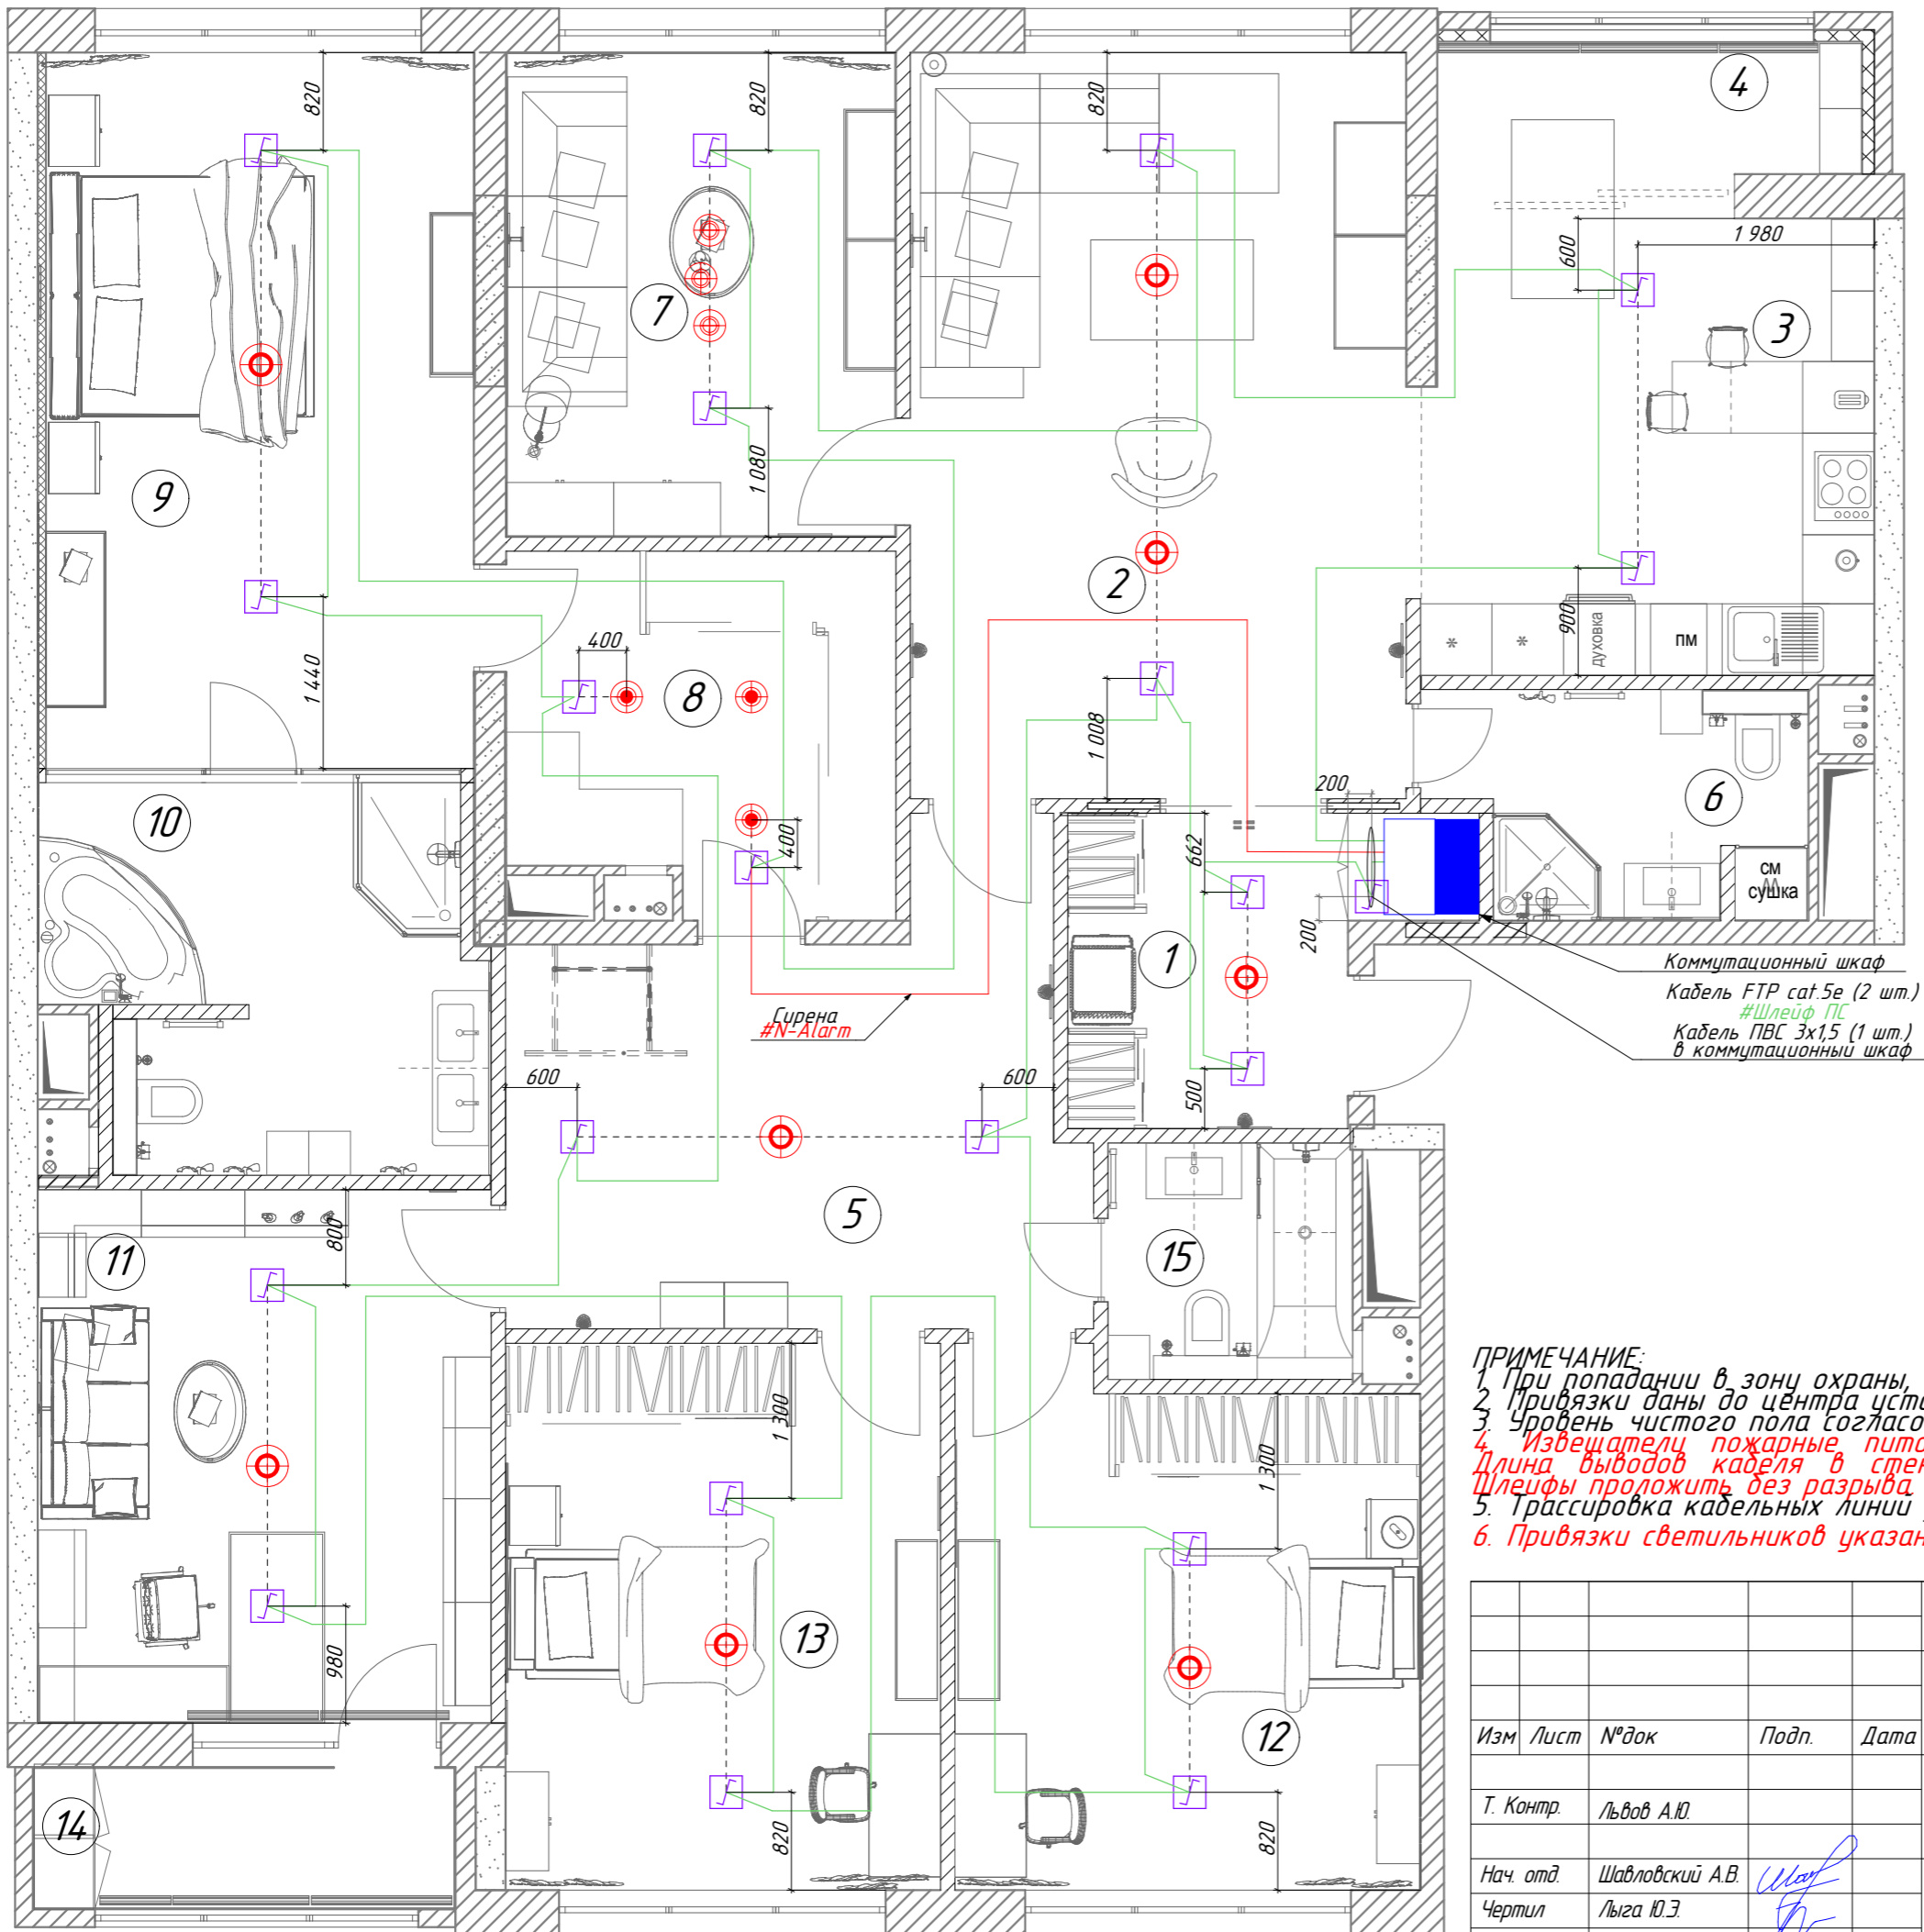 820
820
820
4
1 980
600
3
7
9
1 080
2
900
духовка
пм
*
*
400
8
1 440
1 008
200
10
6
662
400
см
сушка
200
1
Коммутационный шкаф
Кабель FTP cat.5e (2 шт.)
#Шлейф ПС
Кабель ПВС 3х1,5 (1 шт.)
в коммутационный шкаф
Сирена
#N-Alarm
600
600
500
5
15
11
800
1 300
1 300
ПРИМЕЧАНИЕ:
1. При попадании в зону охраны,
2. Привязки даны до центра уста
3. Уровень чистого пола согласо
4. Извещатели пожарные пита
Длина выводов кабеля в стен
Шлейфы проложить без разрыва
5. Трассировка кабельных линий
6. Привязки светильников указан
13
12
980
14
820
820
Изм Лист №док Подп. Дата
Т. Контр. Львов А.Ю.
Нач. отд. Шавловский А.В.
Чертил Лыга Ю.Э.